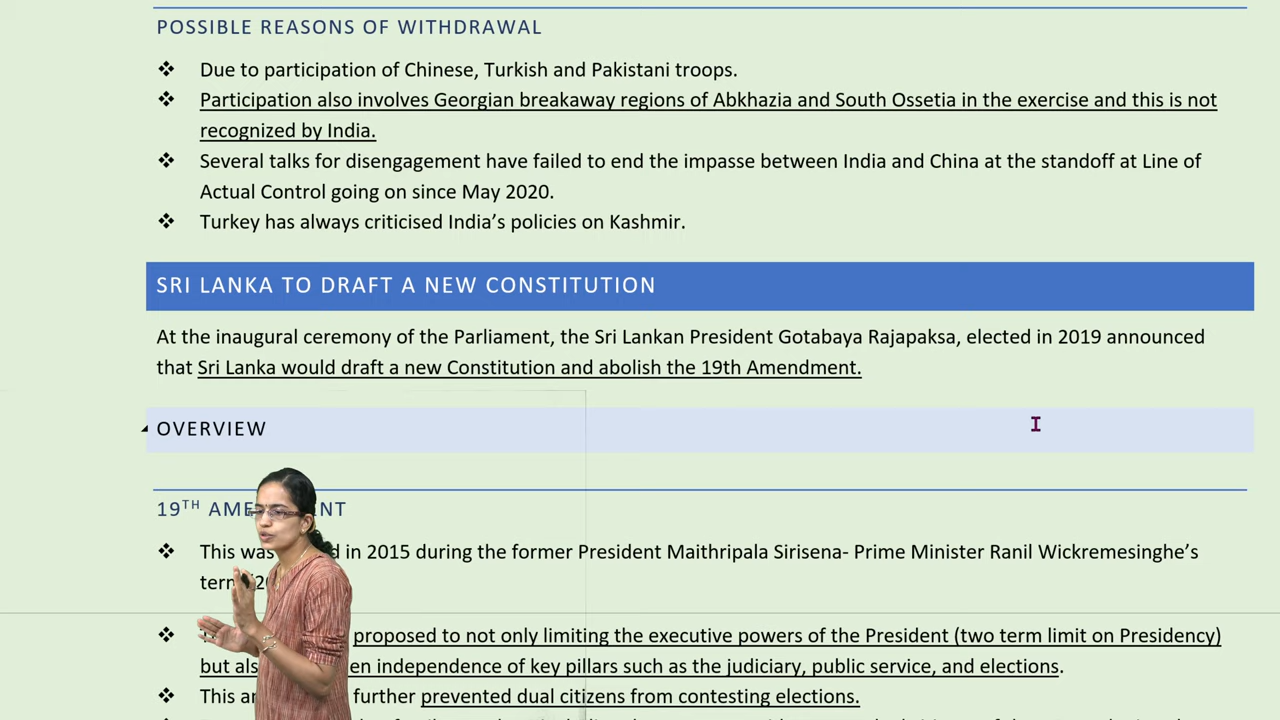 POSSIBLE REASONS OF WITHDRAWAL
❖ Due to participation of Chinese, Turkish and Pakistani troops.
❖ Participation also involves Georgian breakaway regions of Abkhazia and South Ossetia in the exercise and this is not
recognized by India.
❖ Several talks for disengagement have failed to end the impasse between India and China at the standoff at Line of
Actual Control going on since May 2020.
❖ Turkey has always criticised India's policies on Kashmir.
SRI LANKA TO DRAFT A NEW CONSTITUTION
At the inaugural ceremony of the Parliament, the Sri Lankan President Gotabaya Rajapaksa, elected in 2019 announced
that Sri Lanka would draft a new Constitution and abolish the 19th Amendment.
OVERVIEW
19TH
❖ This was in 2015 during the former President Maithripala Sirisena- Prime Minister Ranil Wickremesinghe's
term
❖ proposed to not only limiting the executive powers of the President (two term limit on Presidency)
but independence of key pillars such as the judiciary, public service, and elections.
❖ This further prevented dual citizens from contesting elections.